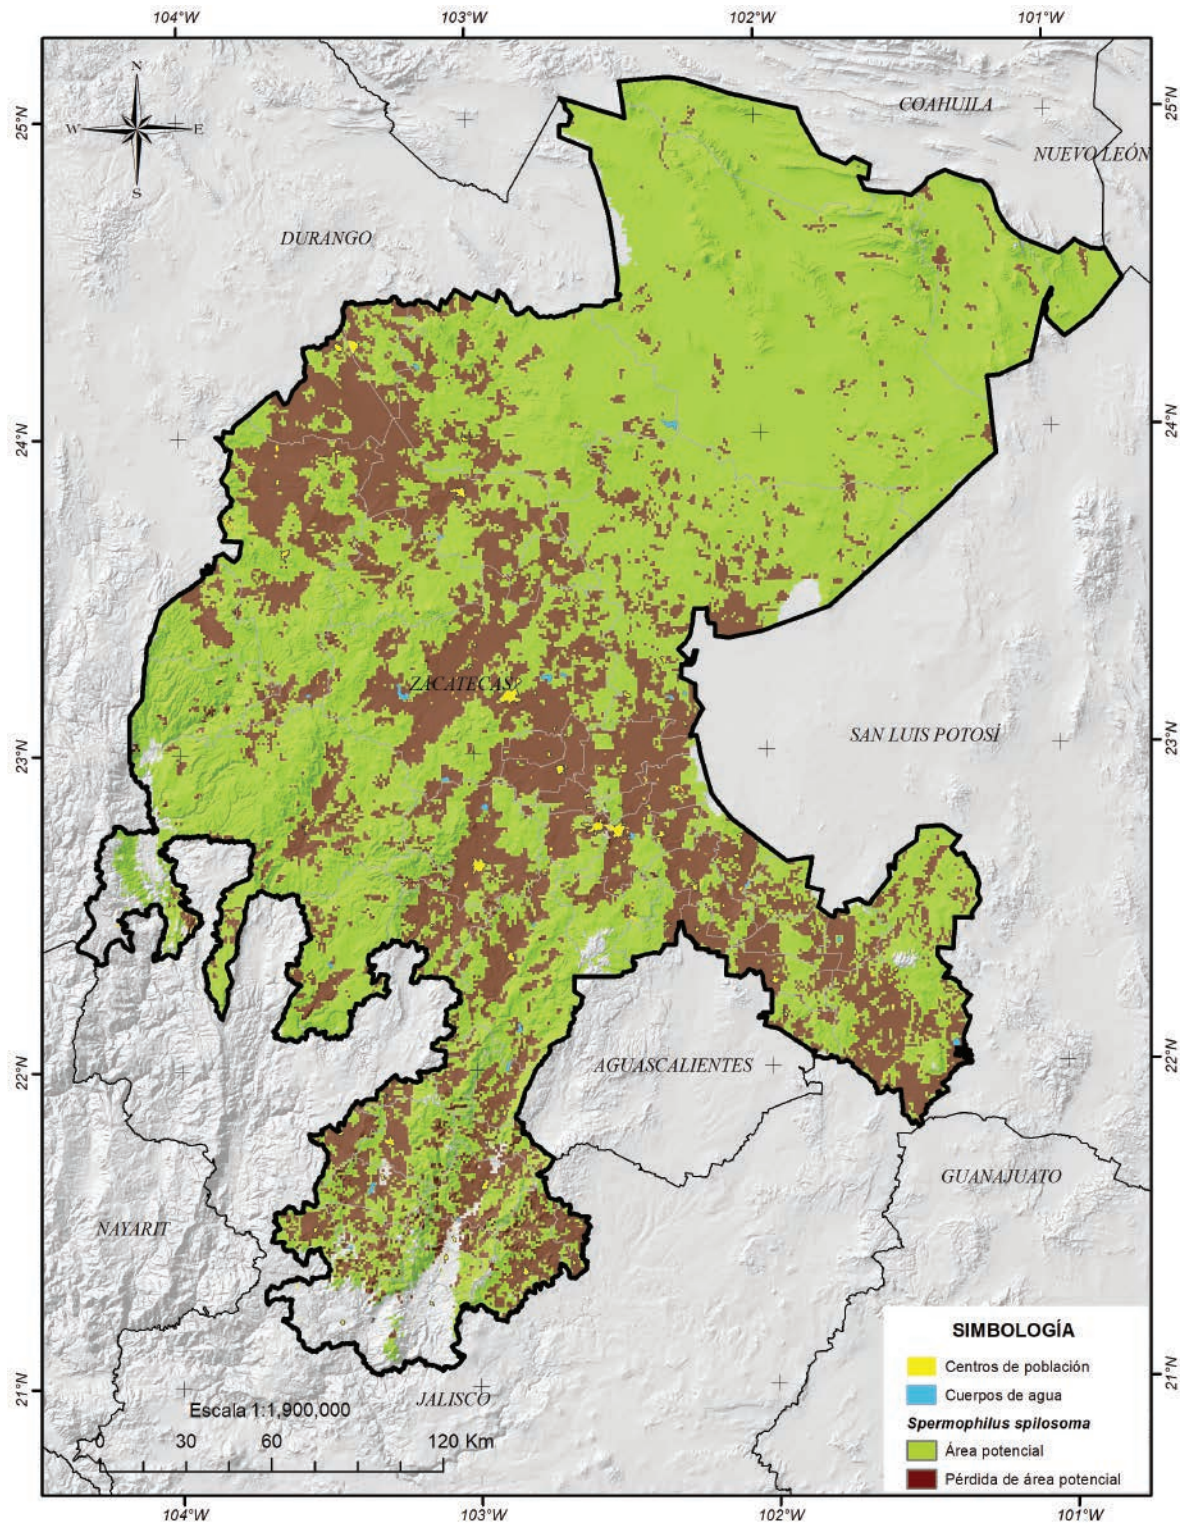 104°W 103°W 102°W 101°W
N
W E
S
25°N 25°N
COAHUILA
NUEVO LEÓN
DURANGO
24°N 24°N
ZACATECAS
SAN LUIS POTOSÍ
23°N 23°N
22°N 22°N
AGUASCALIENTES
GUANAJUATO
NAYARIT
JALISCO
21°N 21°N
Escala 1:1,900,000
0 30 60 120 Km
SIMBOLOGÍA
Centros de población
Cuerpos de agua
Spermophilus spilosoma
Área potencial
Pérdida de área potencial
104°W 103°W 102°W 101°W